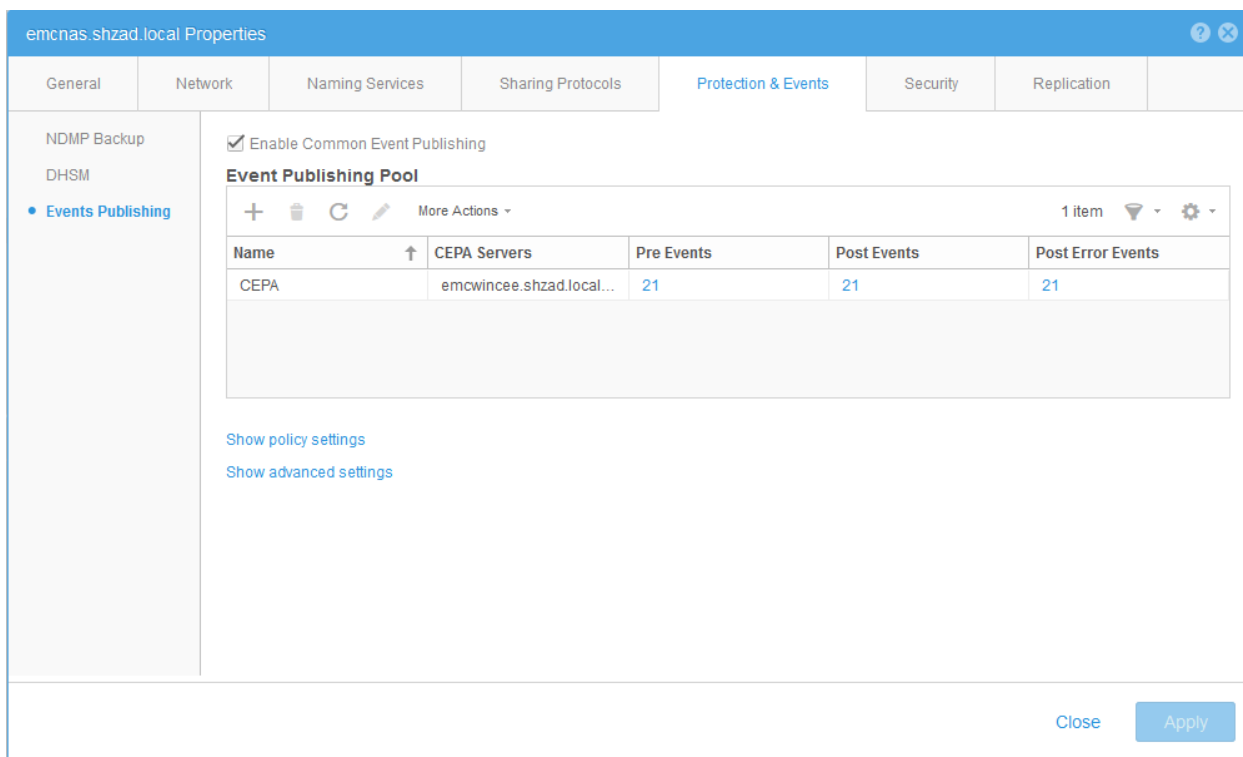 emcnas.shzad.local Properties
General Network Naming Services Sharing Protocols Protection & Events Security Replication
NDMP Backup
DHSM
Events Publishing
Enable Common Event Publishing
Event Publishing Pool
More Actions 1 item
Name CEPA Servers Pre Events Post Events Post Error Events
CEPA emcwincee.shzad.local... 21 21 21
Show policy settings
Show advanced settings
Close Apply